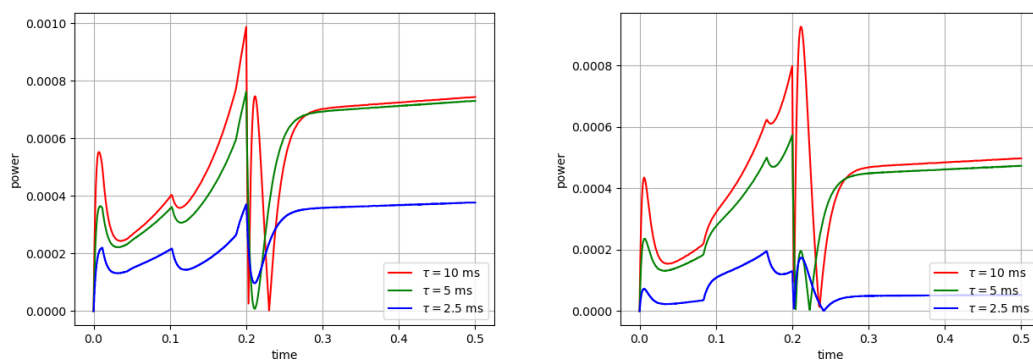 0.0010
0.0008
0.0006
0.0004
0.0002
0.0000
power
0.0 0.1 0.2 0.3 0.4 0.5
time
τ = 10 ms
τ = 5 ms
τ = 2.5 ms
0.0008
0.0006
0.0004
0.0002
0.0000
power
0.0 0.1 0.2 0.3 0.4 0.5
time
τ = 10 ms
τ = 5 ms
τ = 2.5 ms